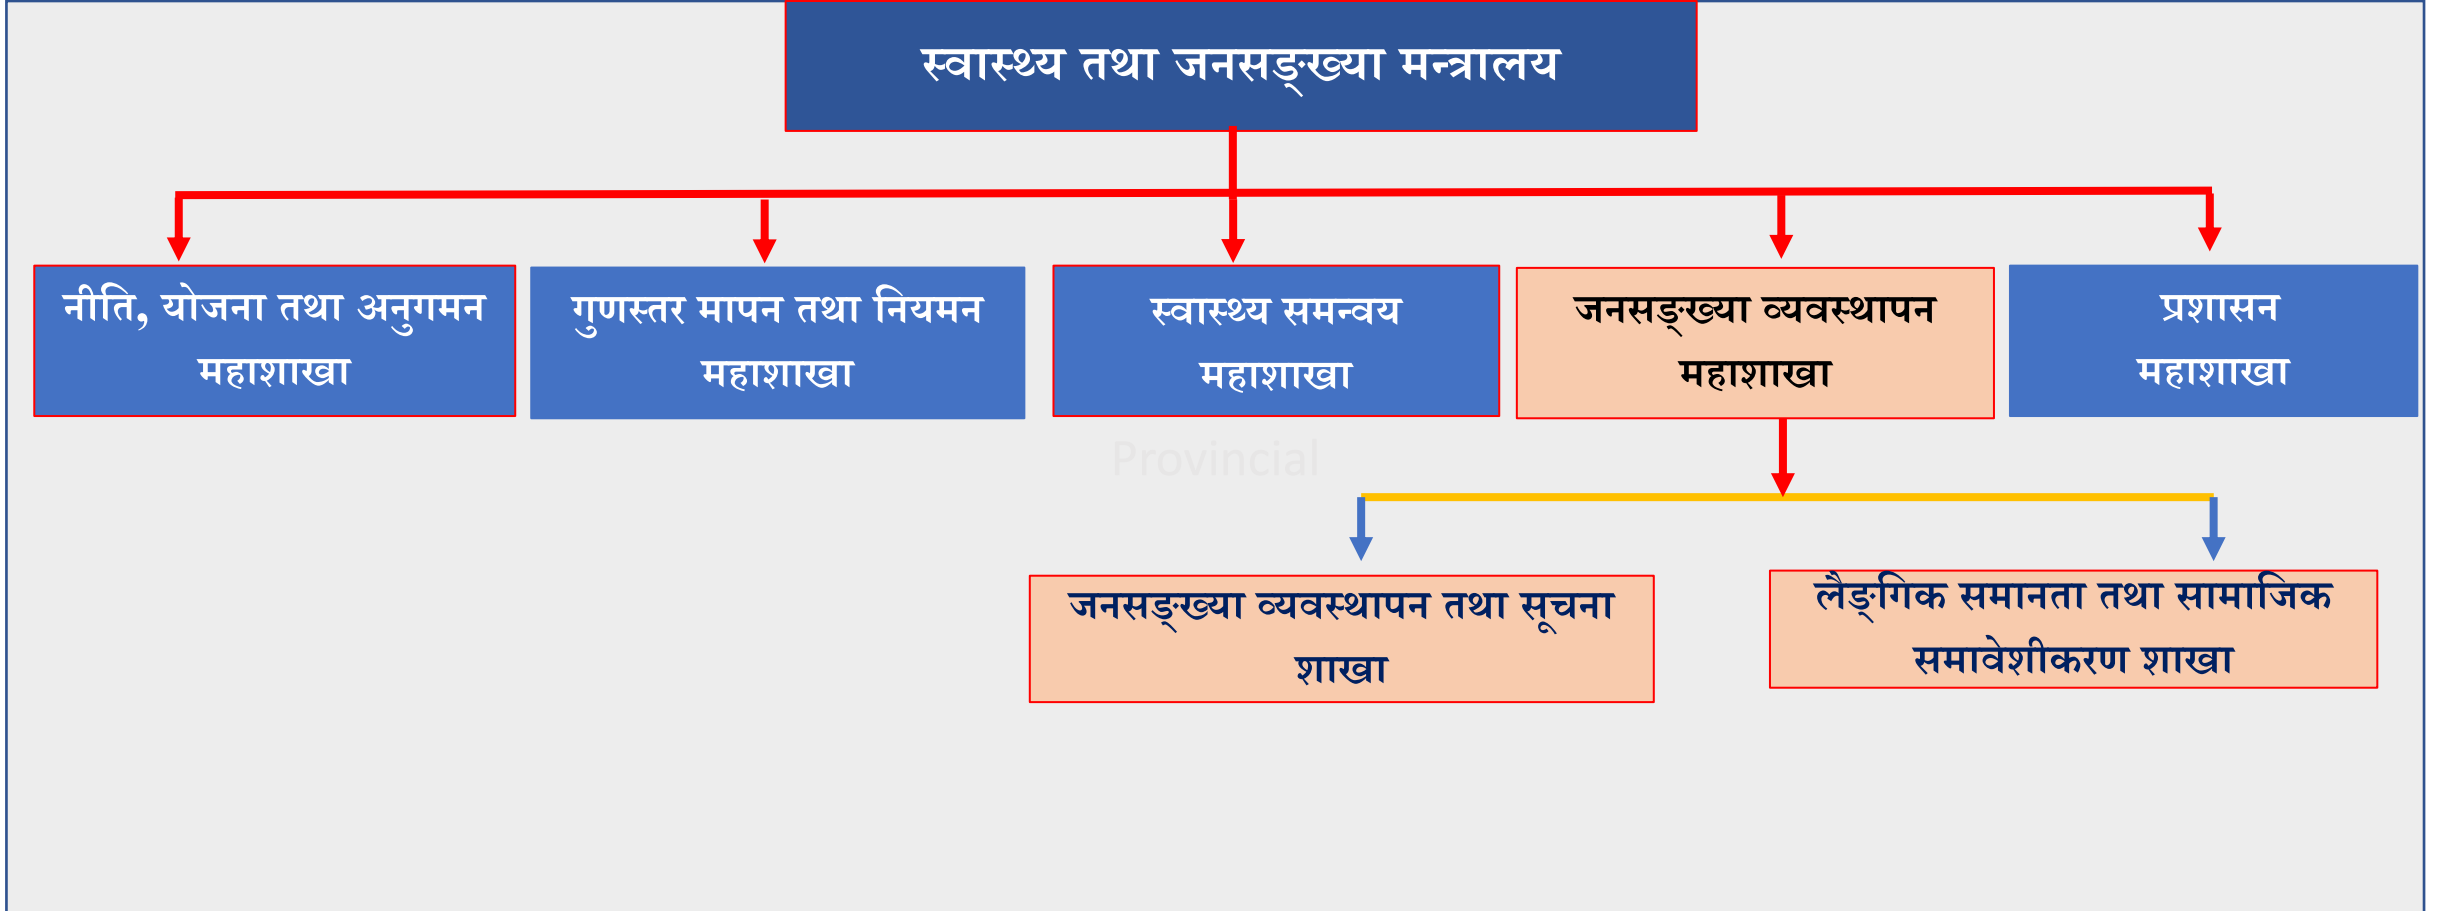 स्वास्थ्य तथा जनसङ्ख्या मन्त्रालय
नीति, योजना तथा अनुगमन
महाशाखा
गुणस्तर मापन तथा नियमन
महाशाखा
स्वास्थ्य समन्वय
महाशाखा
जनसङ्ख्या व्यवस्थापन
महाशाखा
प्रशासन
महाशाखा
Provincial
जनसङ्ख्या व्यवस्थापन तथा सूचना
शाखा
लैङ्गिक समानता तथा सामाजिक
समावेशीकरण शाखा